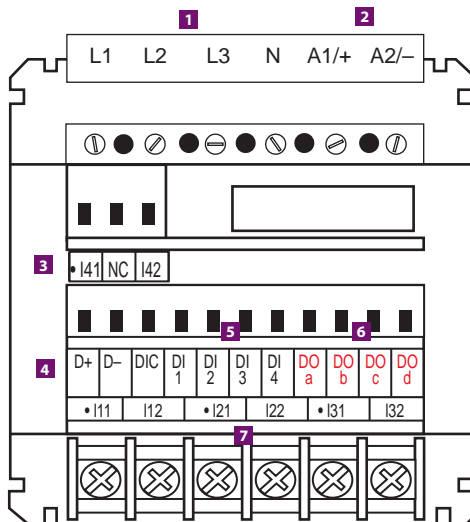 1 2
L1 L2 L3 N A1/+ A2/–
3 •I41 NC I42
5 6
4 D+ D– DIC DI 1 DI 2 DI 3 DI 4 DO a DO b DO c DO d
•I11 I12 •I21 I22 •I31 I32
7